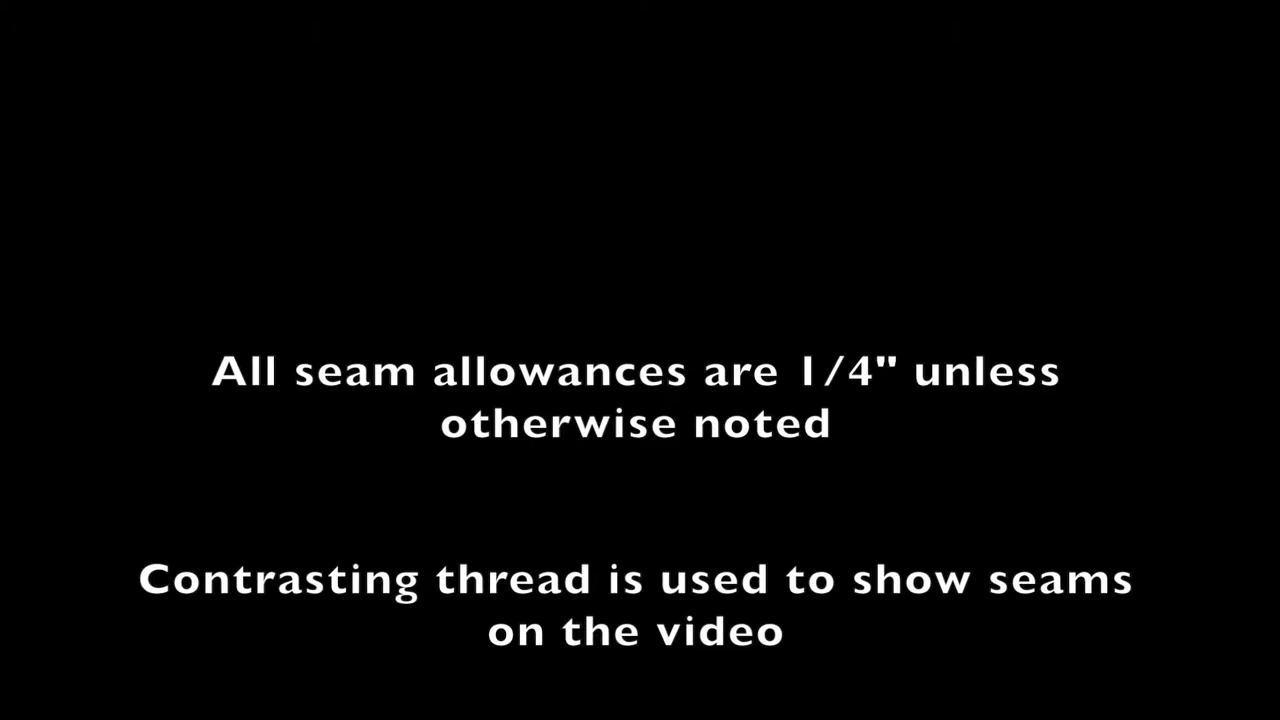 All seam allowances are 1/4" unless
otherwise noted
Contrasting thread is used to show seams
on the video